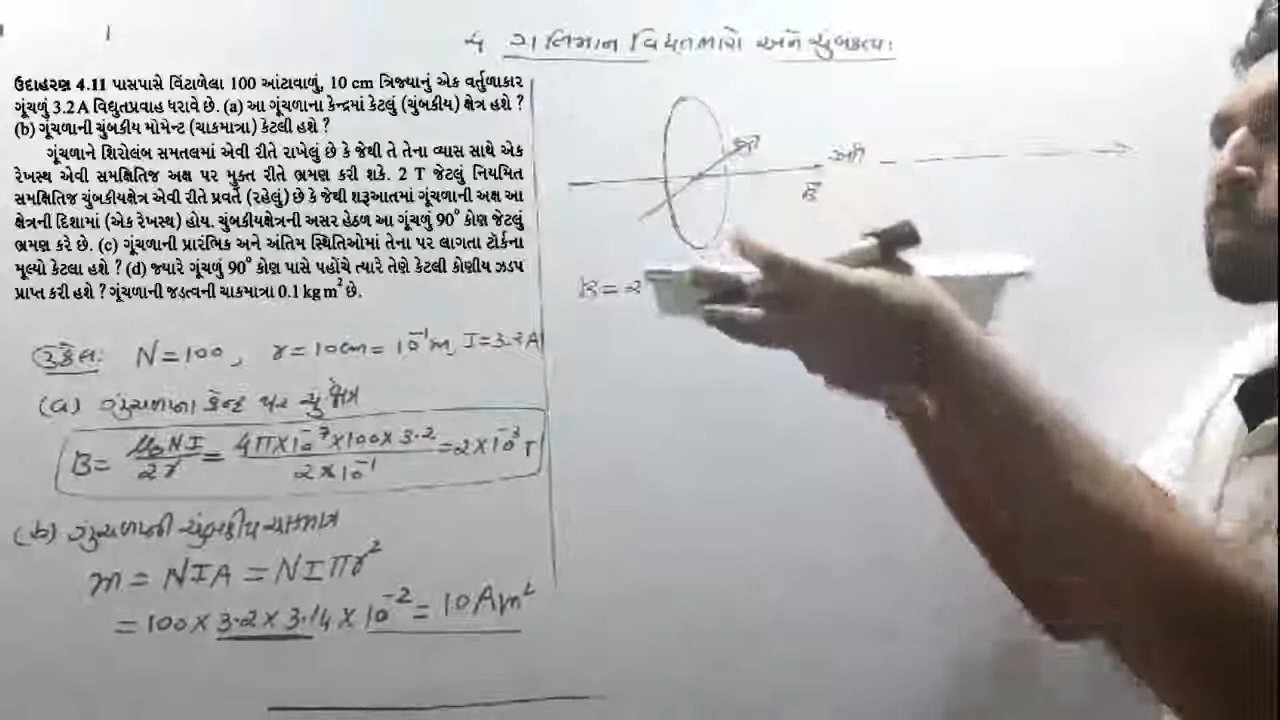 4 ગતિમાન વિદ્યુતભારો અને ચુંબકત્વ
ઉદાહરણ 4.11 પાસપાસે વિંટાળેલા 100 આંટાવાળું, 10 cm ત્રિજ્યાનું એક વર્તુળાકાર
ગૂંચળું 3.2 A વિદ્યુતપ્રવાહ ધરાવે છે. (a) આ ગૂંચળાના કેન્દ્રમાં કેટલું (ચુંબકીય) ક્ષેત્ર હશે ?
(b) ગૂંચળાની ચુંબકીય મોમેન્ટ (ચાકમાત્રા) કેટલી હશે ?
ગૂંચળાને શિરોલંબ સમતલમાં એવી રીતે રાખેલું છે કે જેથી તે તેના વ્યાસ સાથે એક
રેખસ્થ એવી સમક્ષિતિજ અક્ષ પર મુક્ત રીતે ભ્રમણ કરી શકે. 2 T જેટલું નિયમિત
સમક્ષિતિજ ચુંબકીયક્ષેત્ર એવી રીતે પ્રવર્તે (રહેલું) છે કે જેથી શરૂઆતમાં ગૂંચળાની અક્ષ આ
ક્ષેત્રની દિશામાં (એક રેખસ્થ) હોય. ચુંબકીયક્ષેત્રની અસર હેઠળ આ ગૂંચળું 90° કોણ જેટલું
ભ્રમણ કરે છે. (c) ગૂંચળાની પ્રારંભિક અને અંતિમ સ્થિતિઓમાં તેના પર લાગતા ટૉર્કના
મૂલ્યો કેટલા હશે ? (d) જ્યારે ગૂંચળું 90° કોણ પાસે પહોંચે ત્યારે તેણે કેટલી કોણીય ઝડપ
પ્રાપ્ત કરી હશે ? ગૂંચળાની જડત્વની ચાકમાત્રા 0.1 kg m² છે.
ઉકેલ: N = 100, r = 10cm = 10⁻¹ m, I = 3.2A
(a) ગૂંચળાના કેન્દ્ર પર ચું ક્ષેત્ર
B = μ₀NI/2r = 4π×10⁻⁷×100×3.2/2×10⁻¹ = 2×10⁻³ T
(b) ગૂંચળાની ચુંબકીય ચાકમાત્રા
m = NIA = NIπr²
= 100 × 3.2 × 3.14 × 10⁻² = 10 Am²
B = 2